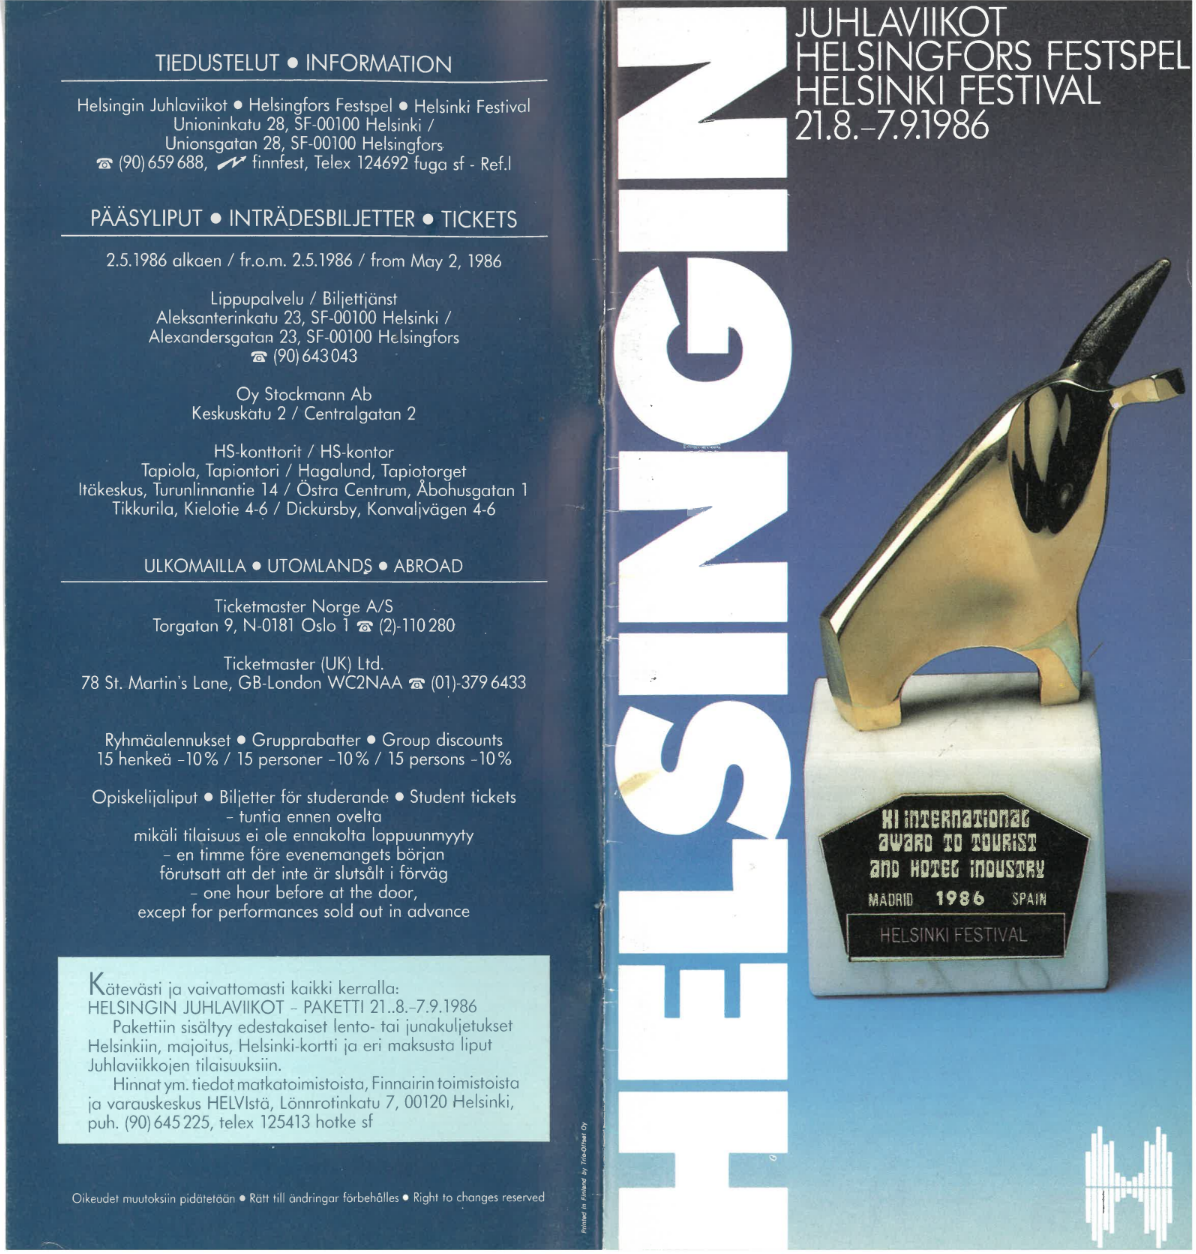 TIEDUSTELUT ● INFORMATION
Helsingin Juhlaviikot ● Helsingfors Festspel ● Helsinki Festival
Unioninkatu 28, SF-00100 Helsinki /
Unionsgatan 28, SF-00100 Helsingfors
☎ (90) 659 688, finnfest, Telex 124692 fuga sf - Ref.I
PÄÄSYLIPUT ● INTRÄDESBILJETTER ● TICKETS
2.5.1986 alkaen / fr.o.m. 2.5.1986 / from May 2, 1986
Lippupalvelu / Biljettjänst
Aleksanterinkatu 23, SF-00100 Helsinki /
Alexandersgatan 23, SF-00100 Helsingfors
☎ (90) 643 043
Oy Stockmann Ab
Keskuskatu 2 / Centralgatan 2
HS-konttorit / HS-kontor
Tapiola, Tapiontori / Hagalund, Tapiotorget
Itäkeskus, Turunlinnantie 14 / Östra Centrum, Åbohusgatan 1
Tikkurila, Kielotie 4-6 / Dickursby, Konvaljvägen 4-6
ULKOMAILLA ● UTOMLANDS ● ABROAD
Ticketmaster Norge A/S
Torgatan 9, N-0181 Oslo 1 ☎ (2)-110 280
Ticketmaster (UK) Ltd.
78 St. Martin's Lane, GB-London WC2NAA ☎ (01)-379 6433
Ryhmäalennukset ● Grupprabatter ● Group discounts
15 henkeä -10% / 15 personer -10% / 15 persons -10%
Opiskelijaliput ● Biljetter för studerande ● Student tickets
– tuntia ennen ovelta
mikäli tilaisuus ei ole ennakolta loppuunmyyty
– en timme före evenemangets början
förutsatt att det inte är slutsålt i förväg
– one hour before at the door,
except for performances sold out in advance
Kätevästi ja vaivattomasti kaikki kerralla:
HELSINGIN JUHLAVIIKOT – PAKETTI 21..8.-7.9.1986
Pakettiin sisältyy edestakaiset lento- tai junakuljetukset
Helsinkiin, majoitus, Helsinki-kortti ja eri maksusta liput
Juhlaviikkojen tilaisuuksiin.
Hinnat ym. tiedot matkatoimistoista, Finnairin toimistoista
ja varauskeskus HELVIstä, Lönnrotinkatu 7, 00120 Helsinki,
puh. (90) 645 225, telex 125413 hotke sf
Oikeudet muutoksiin pidätetään ● Rätt till ändringar förbehålles ● Right to changes reserved
Printed in Finland by Trio-Offset Oy
HELSINGIN
JUHLAVIIKOT
HELSINGFORS FESTSPEL
HELSINKI FESTIVAL
21.8.–7.9.1986
XI INTERNATIONAL
AWARD TO TOURIST
AND HOTEL INDUSTRY
MADRID 1986 SPAIN
HELSINKI FESTIVAL